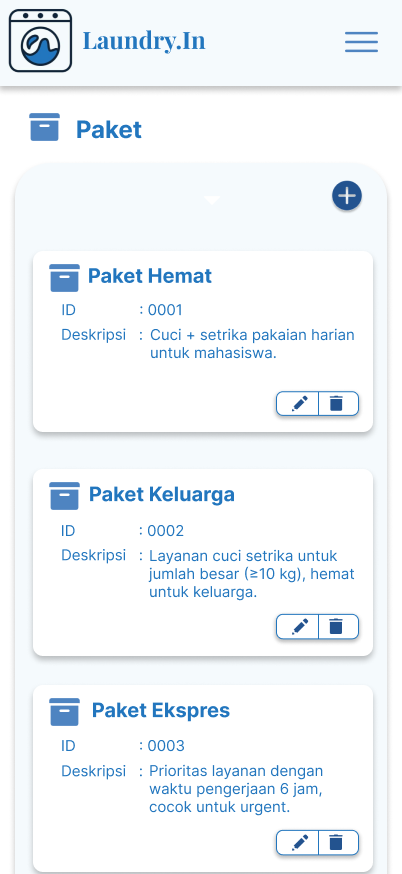 Laundry.In
Paket
Paket Hemat
ID : 0001
Deskripsi : Cuci + setrika pakaian harian
untuk mahasiswa.
Paket Keluarga
ID : 0002
Deskripsi : Layanan cuci setrika untuk
jumlah besar (≥10 kg), hemat
untuk keluarga.
Paket Ekspres
ID : 0003
Deskripsi : Prioritas layanan dengan
waktu pengerjaan 6 jam,
cocok untuk urgent.